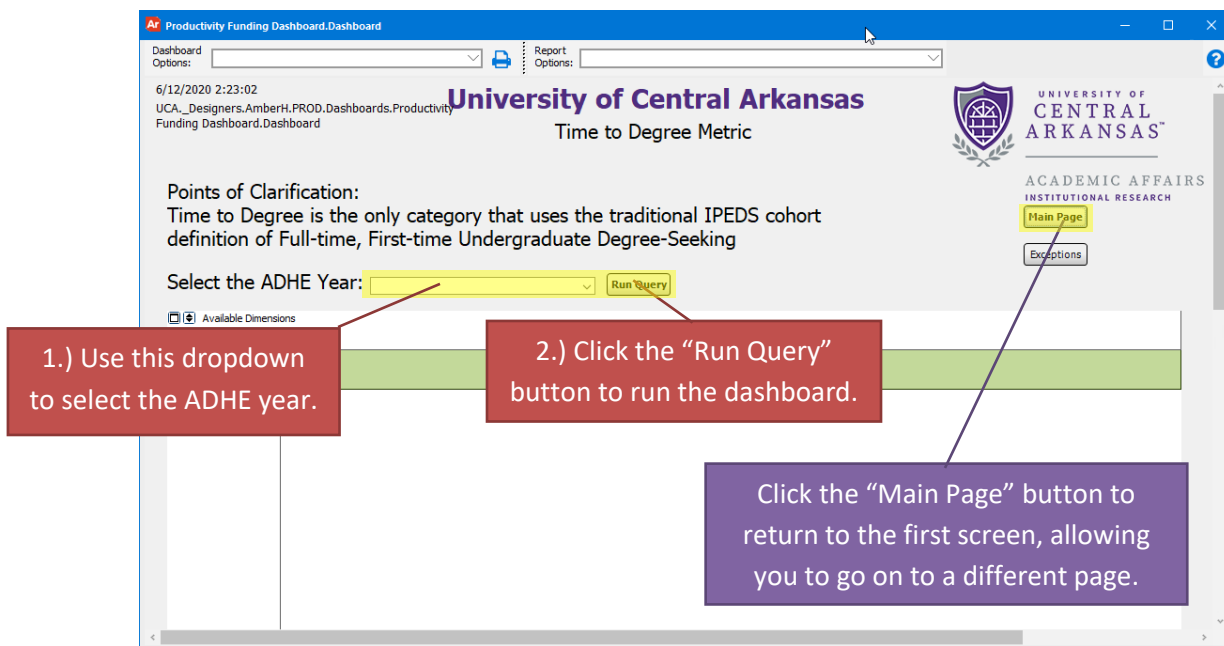 Ar Productivity Funding Dashboard.Dashboard
Dashboard
Options:
Report
Options:
6/12/2020 2:23:02
UCA._Designers.AmberH.PROD.Dashboards.Productivity
Funding Dashboard.Dashboard
University of Central Arkansas
Time to Degree Metric
UNIVERSITY OF
CENTRAL
ARKANSAS™
ACADEMIC AFFAIRS
INSTITUTIONAL RESEARCH
Main Page
Exceptions
Points of Clarification:
Time to Degree is the only category that uses the traditional IPEDS cohort
definition of Full-time, First-time Undergraduate Degree-Seeking
Select the ADHE Year:
Run Query
Available Dimensions
1.) Use this dropdown
to select the ADHE year.
2.) Click the “Run Query”
button to run the dashboard.
Click the “Main Page” button to
return to the first screen, allowing
you to go on to a different page.